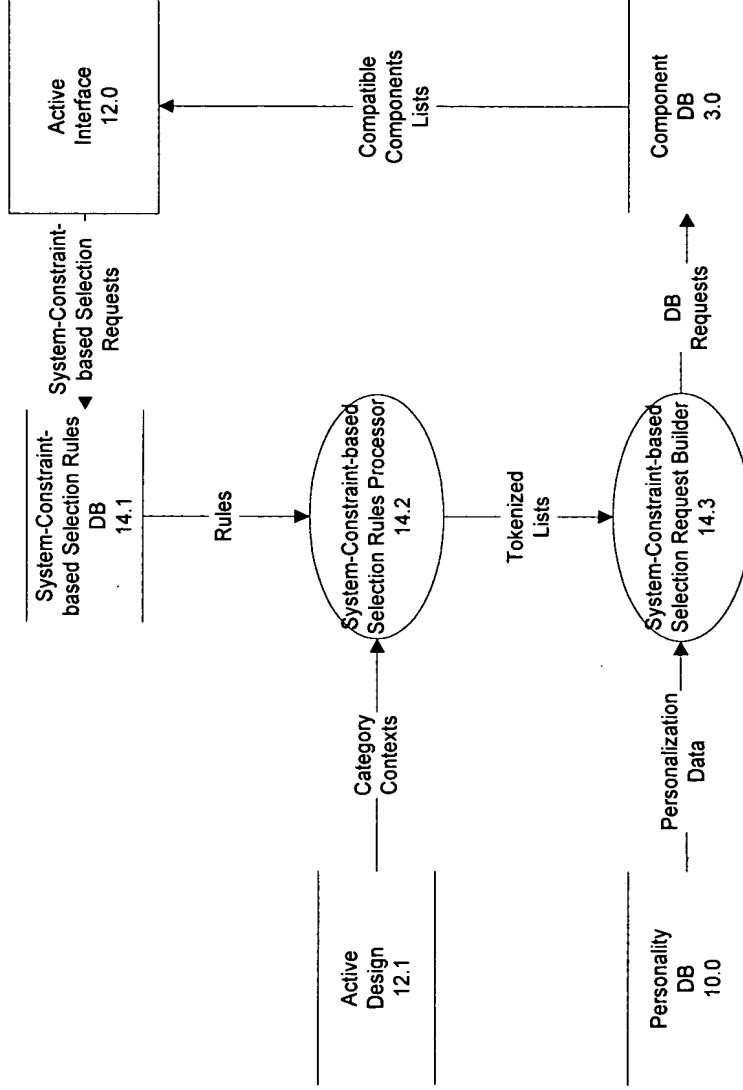 Active
Interface
12.0
System-Constraint-
based Selection
Requests
System-Constraint-
based Selection Rules
DB
14.1
Compatible
Components
Lists
Rules
Active
Design
12.1
Category
Contexts
System-Constraint-based
Selection Rules Processor
14.2
Tokenized
Lists
Personality
DB
10.0
Personalization
Data
System-Constraint-based
Selection Request Builder
14.3
DB
Requests
Component
DB
3.0